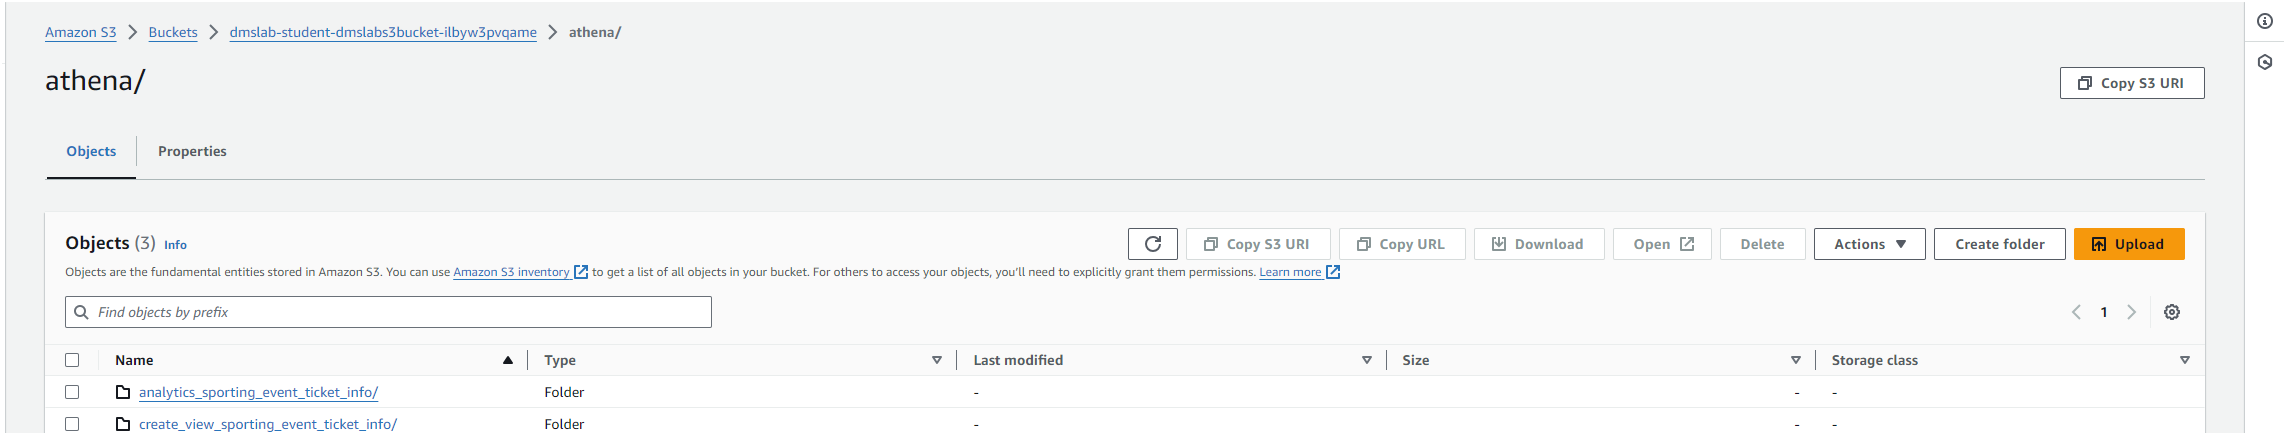 Amazon S3 > Buckets > dmslab-student-dmslabs3bucket-ilbyw3pvqame > athena/
athena/
Copy S3 URI
Objects Properties
Objects (3) Info
Copy S3 URI Copy URL Download Open Delete Actions Create folder Upload
Objects are the fundamental entities stored in Amazon S3. You can use Amazon S3 inventory to get a list of all objects in your bucket. For others to access your objects, you'll need to explicitly grant them permissions. Learn more
Find objects by prefix
< 1 >
Name Type Last modified Size Storage class
analytics_sporting_event_ticket_info/ Folder - - -
create_view_sporting_event_ticket_info/ Folder - - -